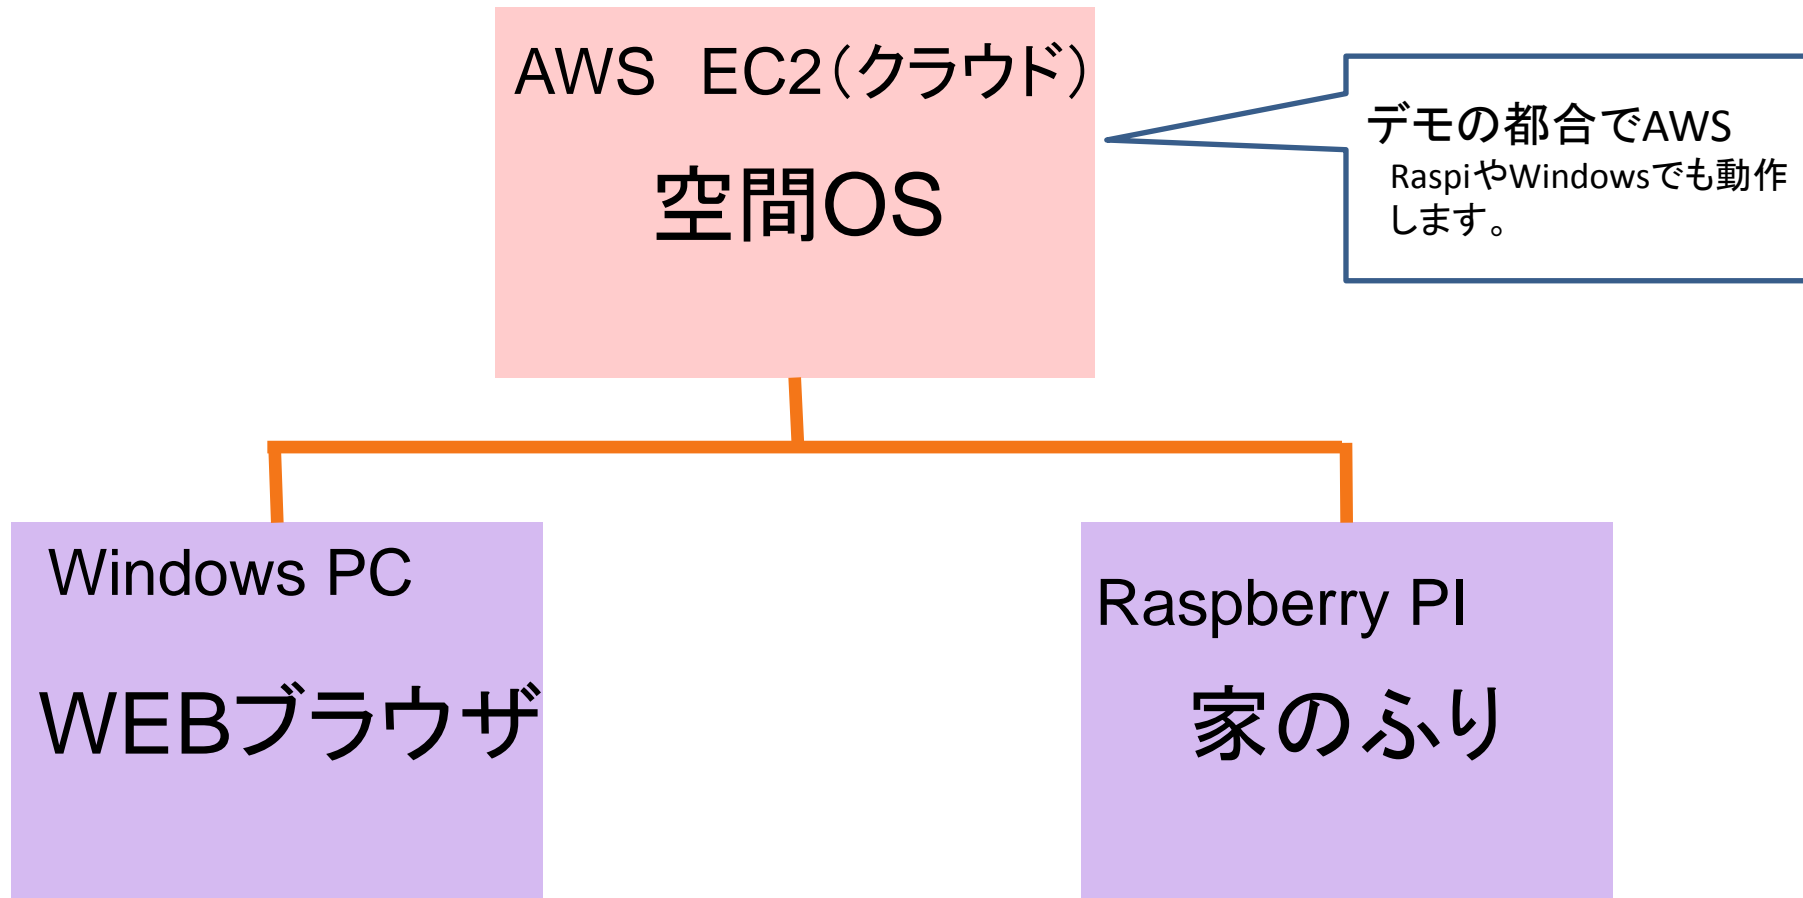 AWS　EC2（クラウド）
空間OS
デモの都合でAWS
RaspiやWindowsでも動作
します。
Windows PC
WEBブラウザ
Raspberry PI
家のふり